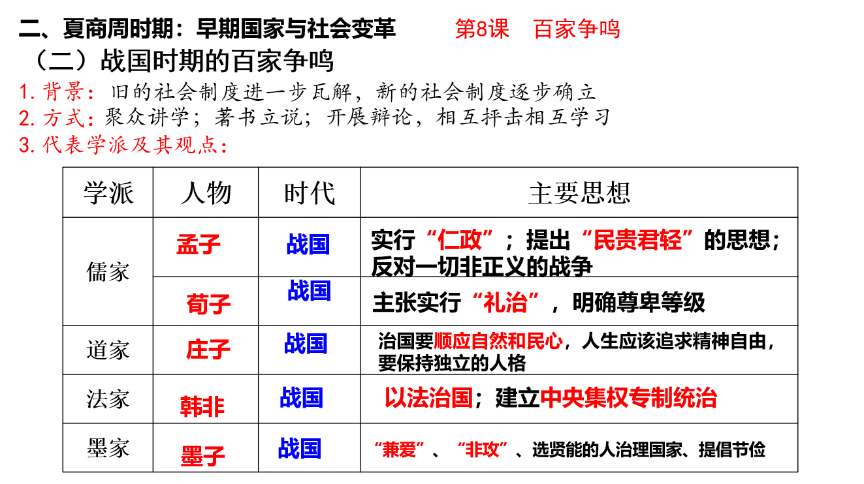 二、夏商周时期：早期国家与社会变革 第8课 百家争鸣
（二）战国时期的百家争鸣
1.背景：旧的社会制度进一步瓦解，新的社会制度逐步确立
2.方式：聚众讲学；著书立说；开展辩论，相互抨击相互学习
3.代表学派及其观点：
学派 人物 时代 主要思想
儒家
孟子 战国 实行“仁政”；提出“民贵君轻”的思想；
反对一切非正义的战争
荀子 战国 主张实行“礼治”，明确尊卑等级
道家 庄子 战国 治国要顺应自然和民心，人生应该追求精神自由，
要保持独立的人格
法家 韩非 战国 以法治国；建立中央集权专制统治
墨家 墨子 战国 “兼爱”、“非攻”、选贤能的人治理国家、提倡节俭